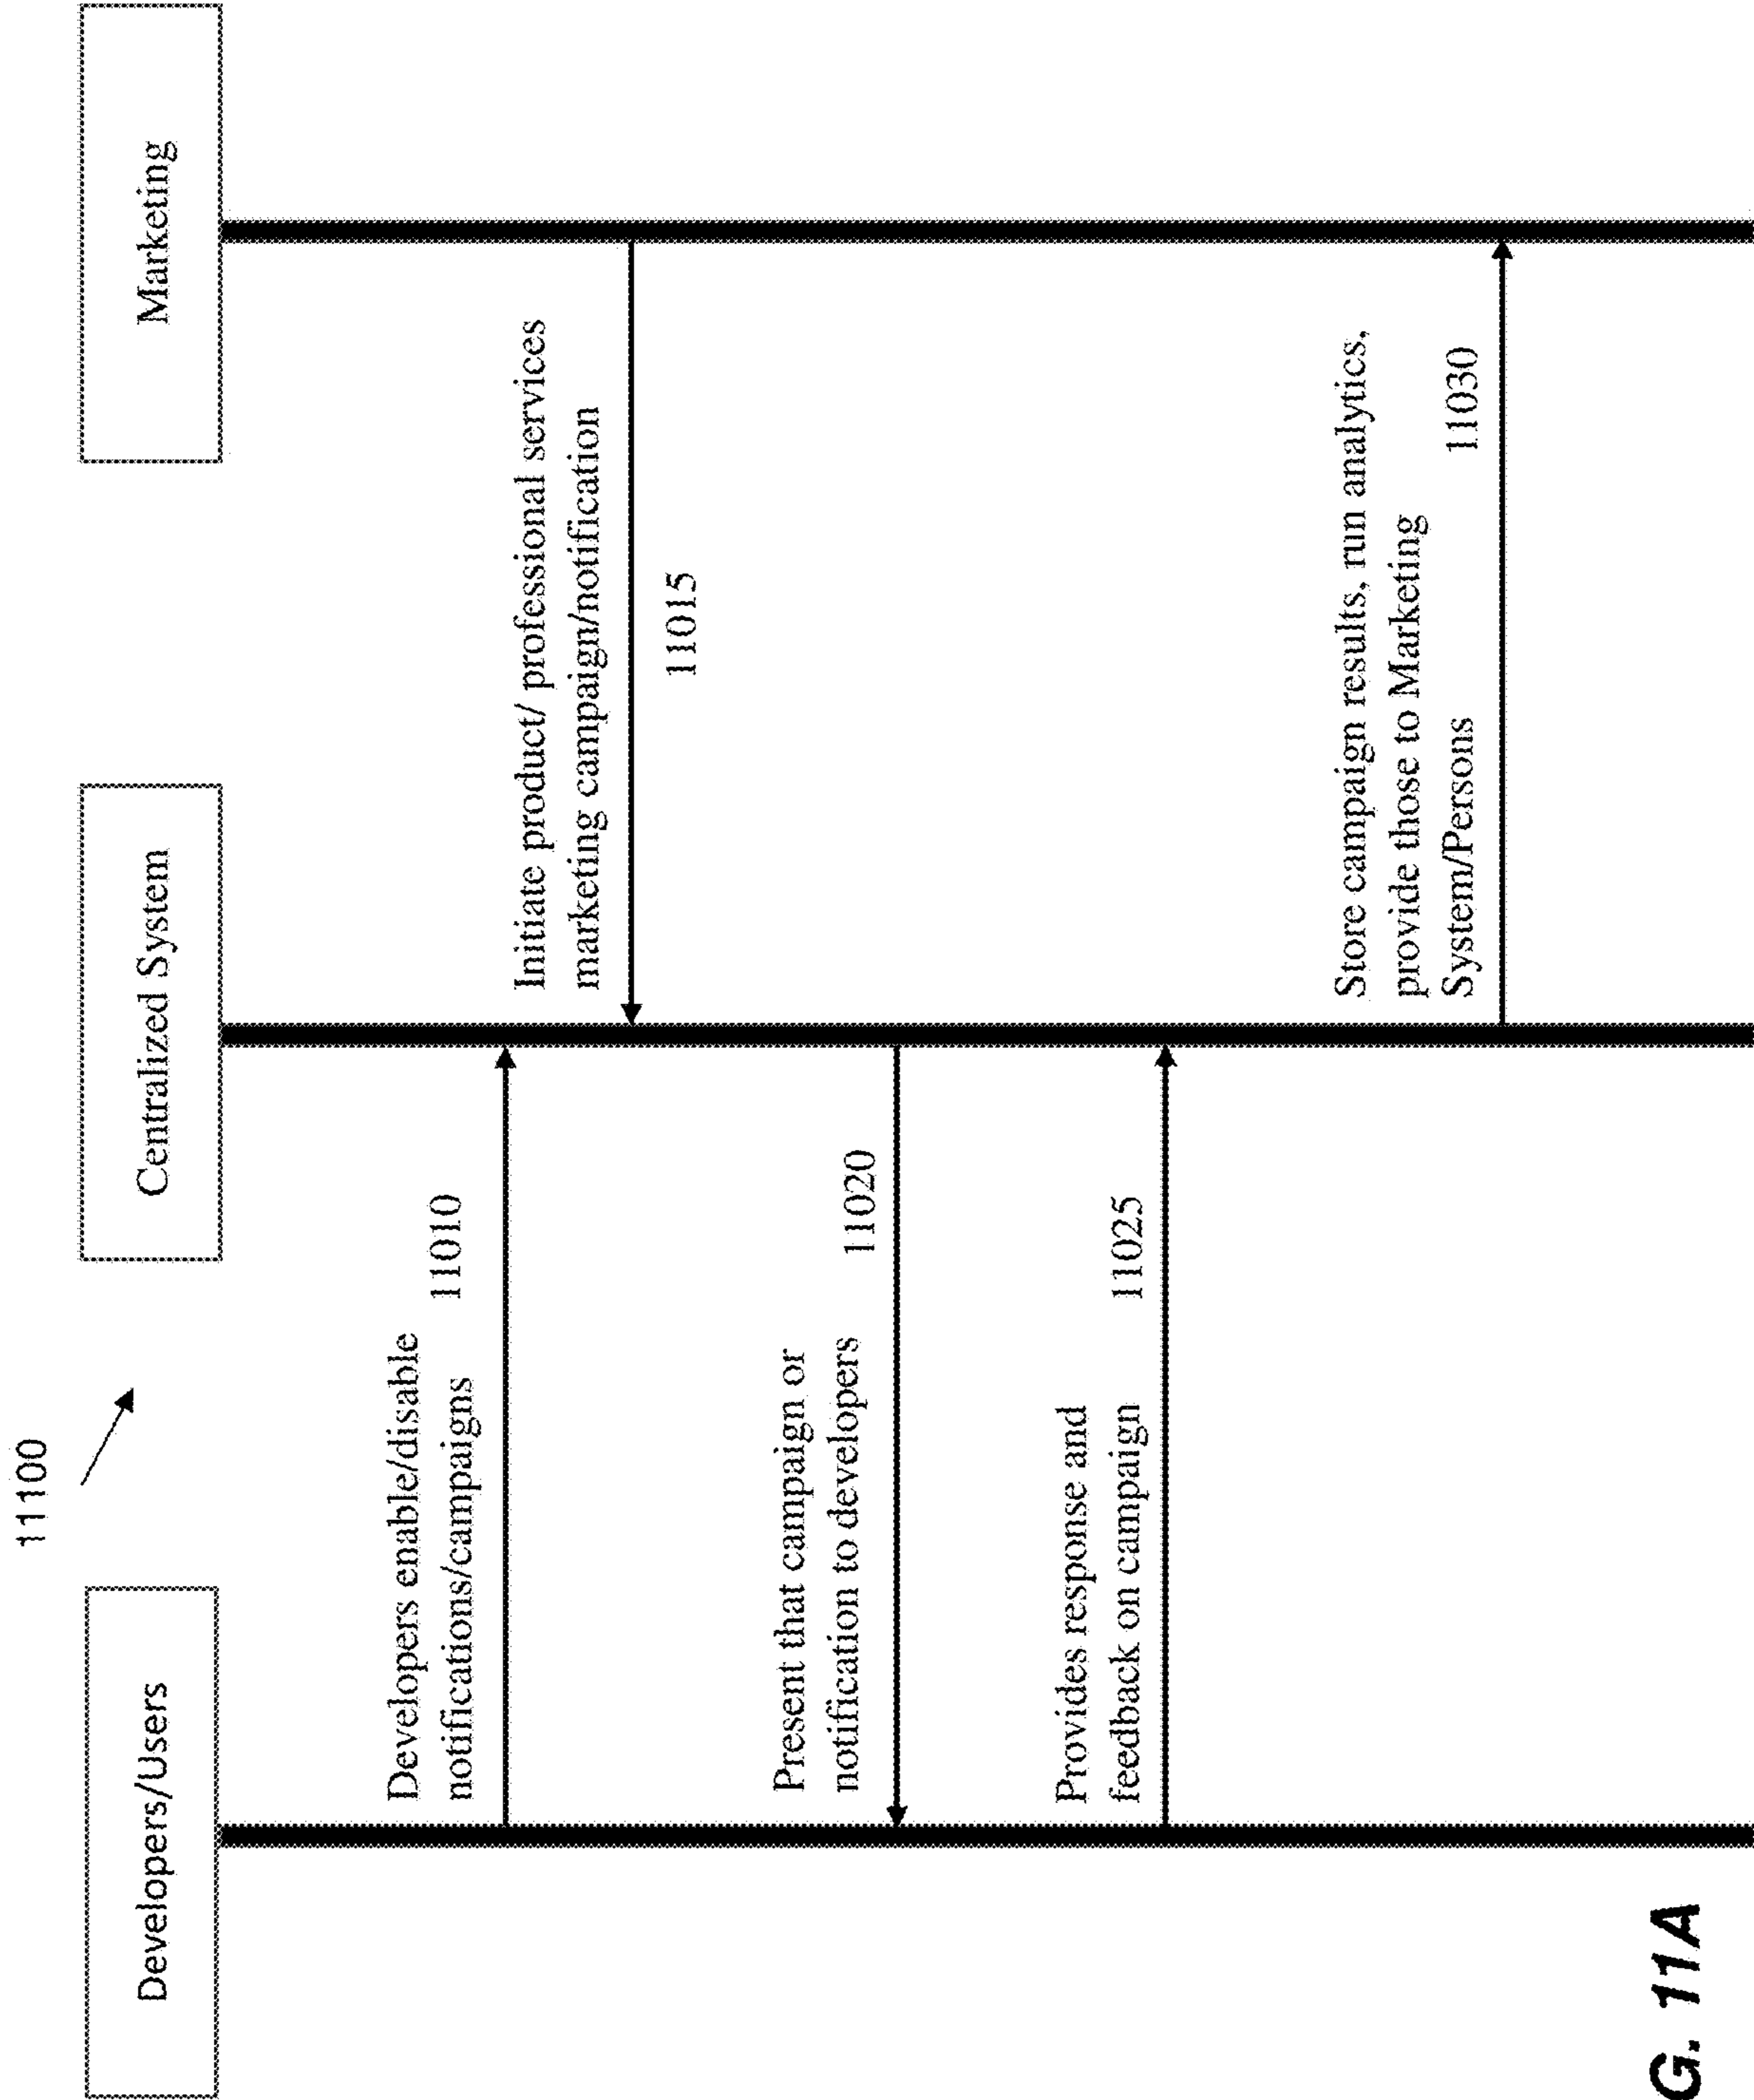 11100
Developers/Users
Centralized System
Marketing
Developers enable/disable
notifications/campaigns
11010
Initiate product/ professional services
marketing campaign/notification
11015
Present that campaign or
notification to developers
11020
Provides response and
feedback on campaign
11025
Store campaign results, run analytics,
provide those to Marketing
System/Persons
11030
G. 11A